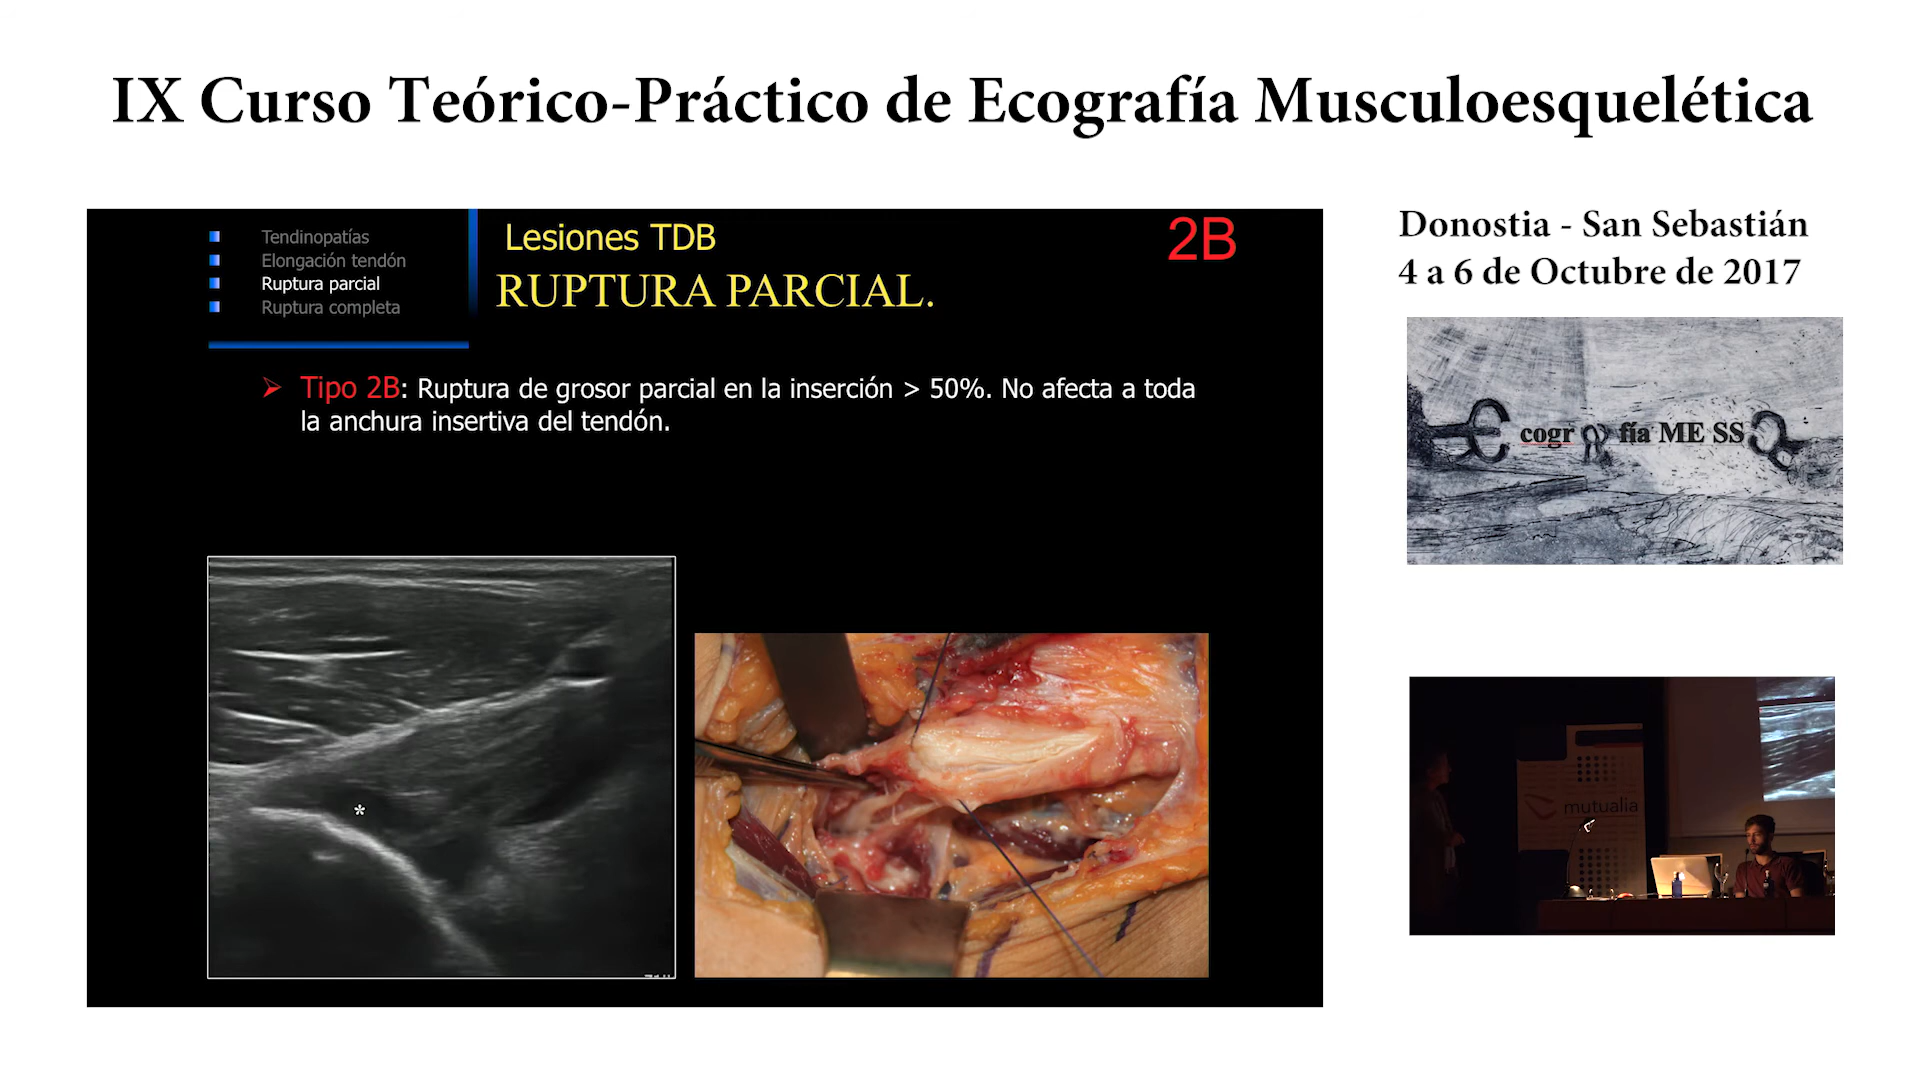 IX Curso Teórico-Práctico de Ecografía Musculoesquelética
Tendinopatías
Elongación tendón
Ruptura parcial
Ruptura completa
Lesiones TDB
RUPTURA PARCIAL.
2B
Tipo 2B: Ruptura de grosor parcial en la inserción > 50%. No afecta a toda
la anchura insertiva del tendón.
*
Donostia - San Sebastián
4 a 6 de Octubre de 2017
cogr fía ME SS
mutualia